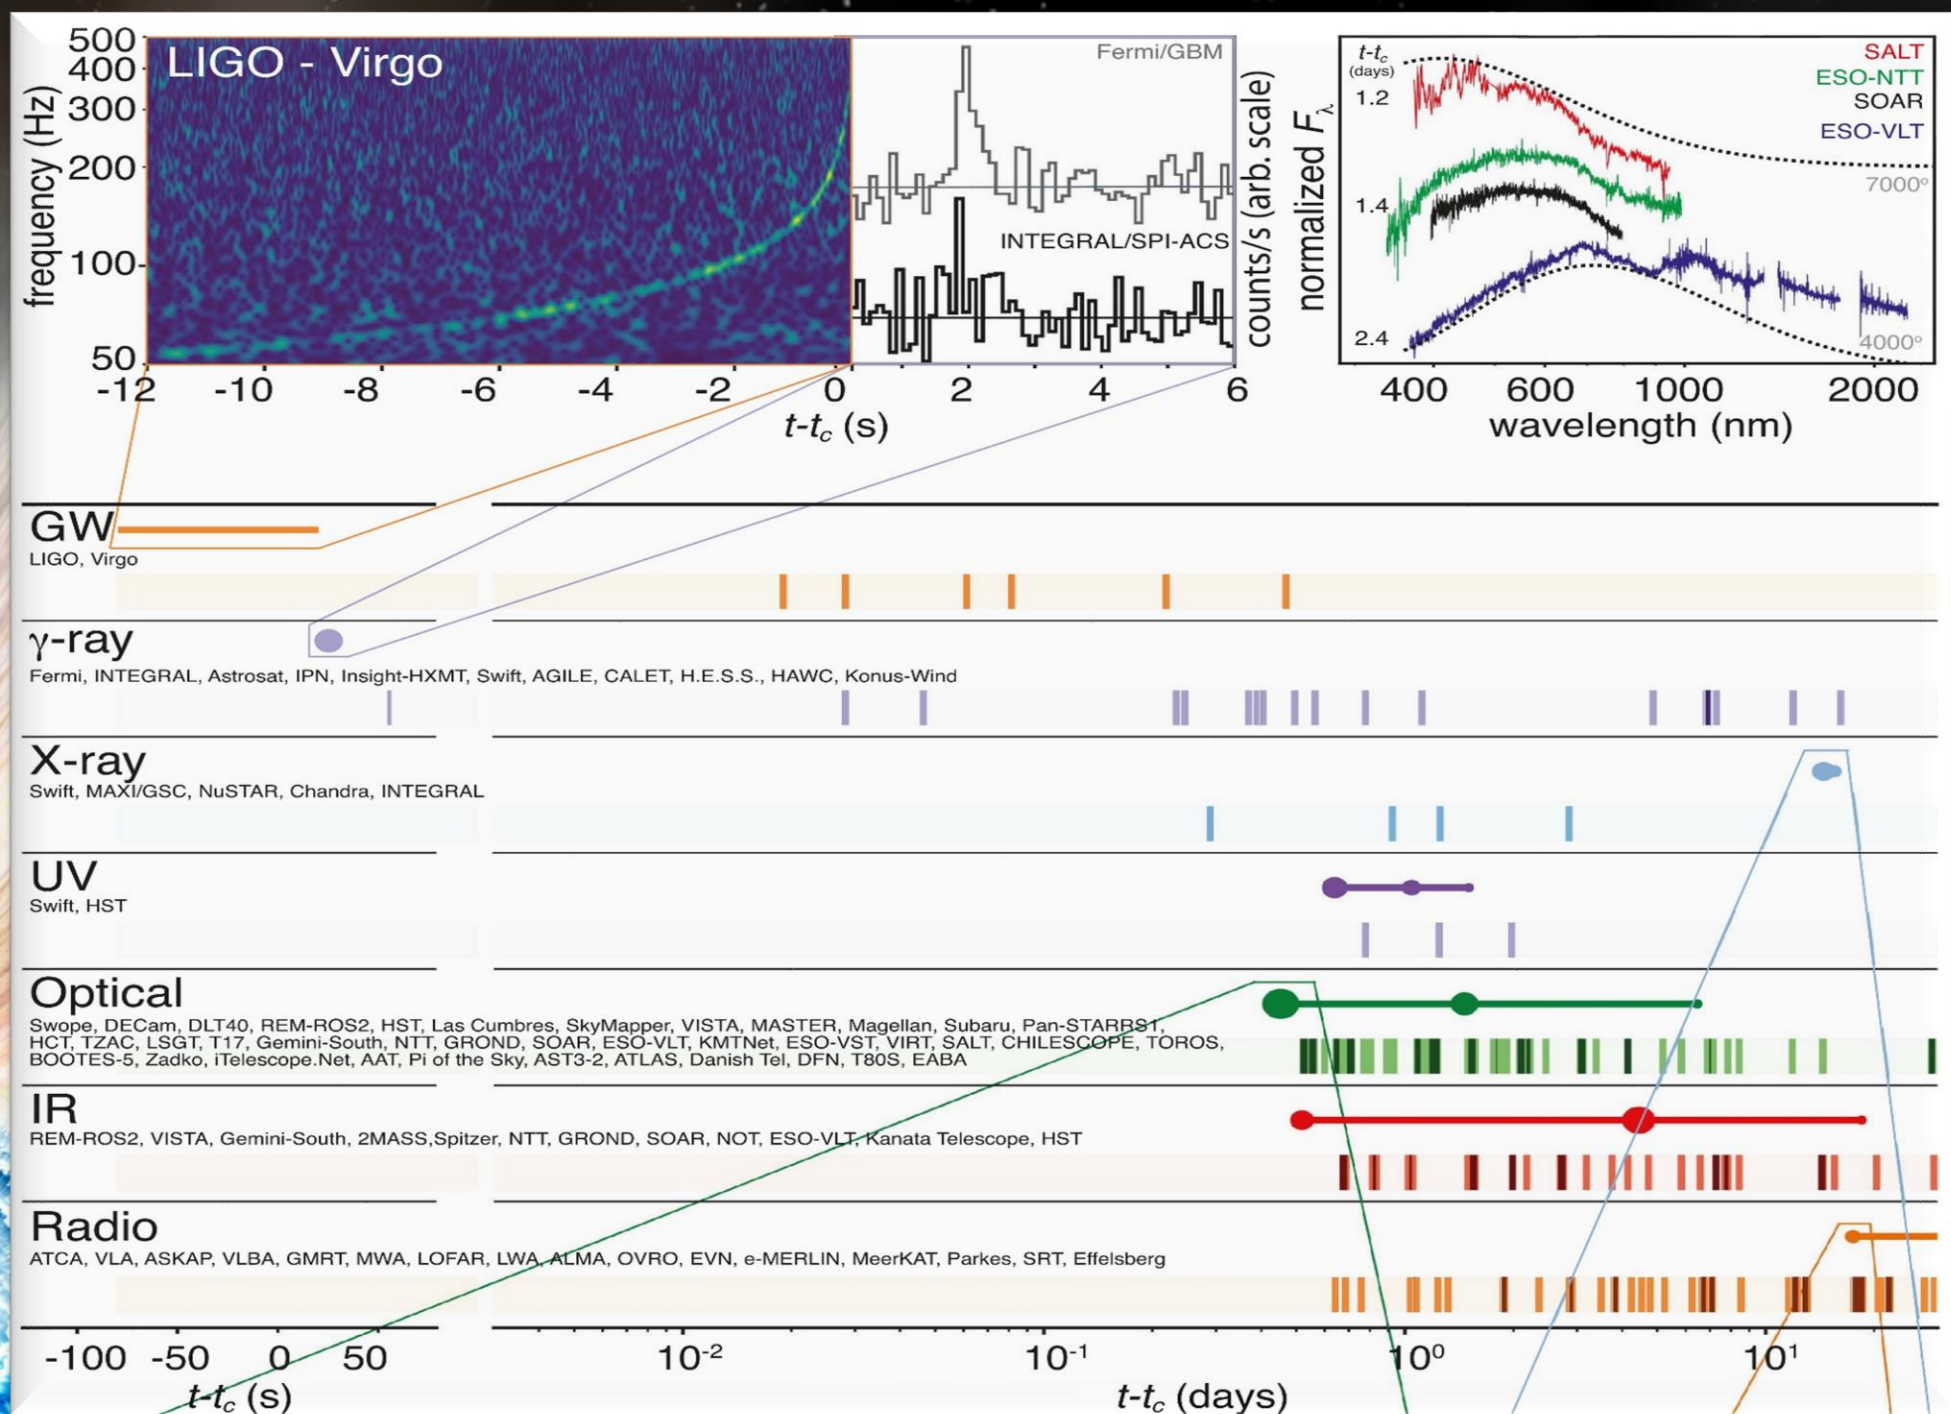 LIGO - Virgo
500
400
300
200
100
50
frequency (Hz)
-12 -10 -8 -6 -4 -2 0 2 4 6
t-tc (s)
Fermi/GBM
INTEGRAL/SPI-ACS
counts/s (arb. scale)
normalized Fλ
t-tc
(days)
1.2
1.4
2.4
SALT
ESO-NTT
SOAR
ESO-VLT
7000°
4000°
400 600 1000 2000
wavelength (nm)
GW
LIGO, Virgo
γ-ray
Fermi, INTEGRAL, Astrosat, IPN, Insight-HXMT, Swift, AGILE, CALET, H.E.S.S., HAWC, Konus-Wind
X-ray
Swift, MAXI/GSC, NuSTAR, Chandra, INTEGRAL
UV
Swift, HST
Optical
Swope, DECam, DLT40, REM-ROS2, HST, Las Cumbres, SkyMapper, VISTA, MASTER, Magellan, Subaru, Pan-STARRS1,
HCT, TZAC, LSGT, T17, Gemini-South, NTT, GROND, SOAR, ESO-VLT, KMTNet, ESO-VST, VIRT, SALT, CHILESCOPE, TOROS,
BOOTES-5, Zadko, iTelescope.Net, AAT, Pi of the Sky, AST3-2, ATLAS, Danish Tel, DFN, T80S, EABA
IR
REM-ROS2, VISTA, Gemini-South, 2MASS,Spitzer, NTT, GROND, SOAR, NOT, ESO-VLT, Kanata Telescope, HST
Radio
ATCA, VLA, ASKAP, VLBA, GMRT, MWA, LOFAR, LWA, ALMA, OVRO, EVN, e-MERLIN, MeerKAT, Parkes, SRT, Effelsberg
-100 -50 0 50 10⁻² 10⁻¹ 10⁰ 10¹
t-tc (s) t-tc (days)